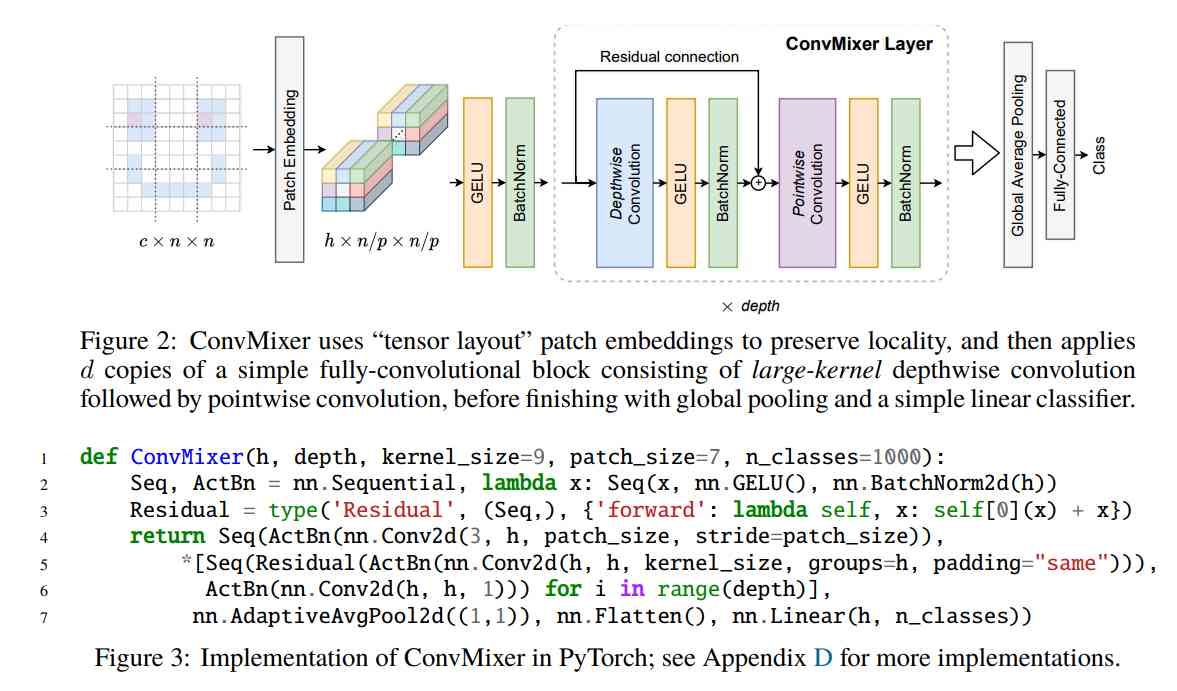 ConvMixer Layer
Residual connection
Patch Embedding
GELU
BatchNorm
Depthwise
Convolution
GELU
BatchNorm
+
Pointwise
Convolution
GELU
BatchNorm
Global Average Pooling
Fully-Connected
Class
c × n × n
h × n/p × n/p
× depth
Figure 2: ConvMixer uses “tensor layout” patch embeddings to preserve locality, and then applies
d copies of a simple fully-convolutional block consisting of large-kernel depthwise convolution
followed by pointwise convolution, before finishing with global pooling and a simple linear classifier.
1 def ConvMixer(h, depth, kernel_size=9, patch_size=7, n_classes=1000):
2 Seq, ActBn = nn.Sequential, lambda x: Seq(x, nn.GELU(), nn.BatchNorm2d(h))
3 Residual = type('Residual', (Seq,), {'forward': lambda self, x: self[0](x) + x})
4 return Seq(ActBn(nn.Conv2d(3, h, patch_size, stride=patch_size)),
5 *[Seq(Residual(ActBn(nn.Conv2d(h, h, kernel_size, groups=h, padding="same"))),
6 ActBn(nn.Conv2d(h, h, 1))) for i in range(depth)],
7 nn.AdaptiveAvgPool2d((1,1)), nn.Flatten(), nn.Linear(h, n_classes))
Figure 3: Implementation of ConvMixer in PyTorch; see Appendix D for more implementations.